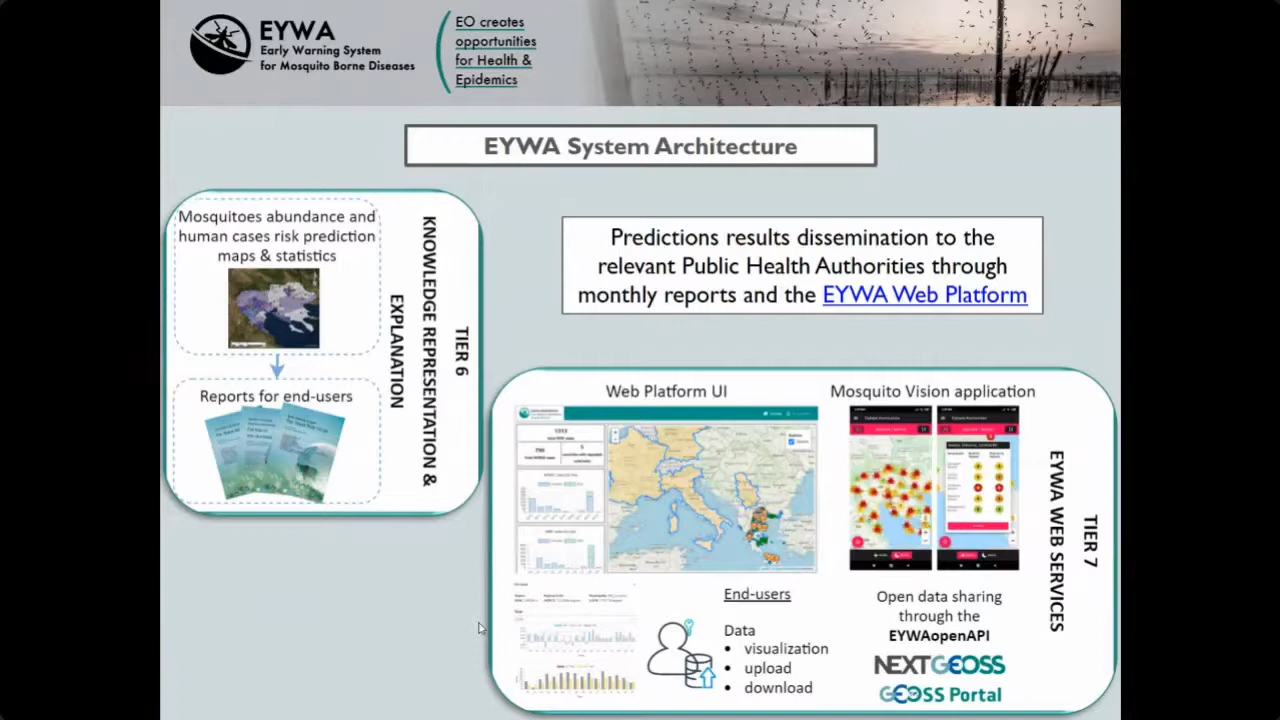 EYWA
Early Warning System
for Mosquito Borne Diseases
EO creates
opportunities
for Health &
Epidemics
EYWA System Architecture
Mosquitoes abundance and
human cases risk prediction
maps & statistics
Reports for end-users
TIER 6
KNOWLEDGE REPRESENTATION &
EXPLANATION
Predictions results dissemination to the
relevant Public Health Authorities through
monthly reports and the EYWA Web Platform
Web Platform UI
Mosquito Vision application
End-users
Data
• visualization
• upload
• download
Open data sharing
through the
EYWAopenAPI
NEXTGEOSS
GEOSS Portal
TIER 7
EYWA WEB SERVICES